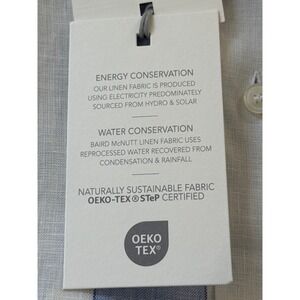 ENERGY CONSERVATION
OUR LINEN FABRIC IS PRODUCED
USING ELECTRICITY PREDOMINATELY
SOURCED FROM HYDRO & SOLAR
WATER CONSERVATION
BAIRD McNUTT LINEN FABRIC USES
REPROCESSED WATER RECOVERED FROM
CONDENSATION & RAINFALL
NATURALLY SUSTAINABLE FABRIC
OEKO-TEX®STeP CERTIFIED
OEKO
TEX®